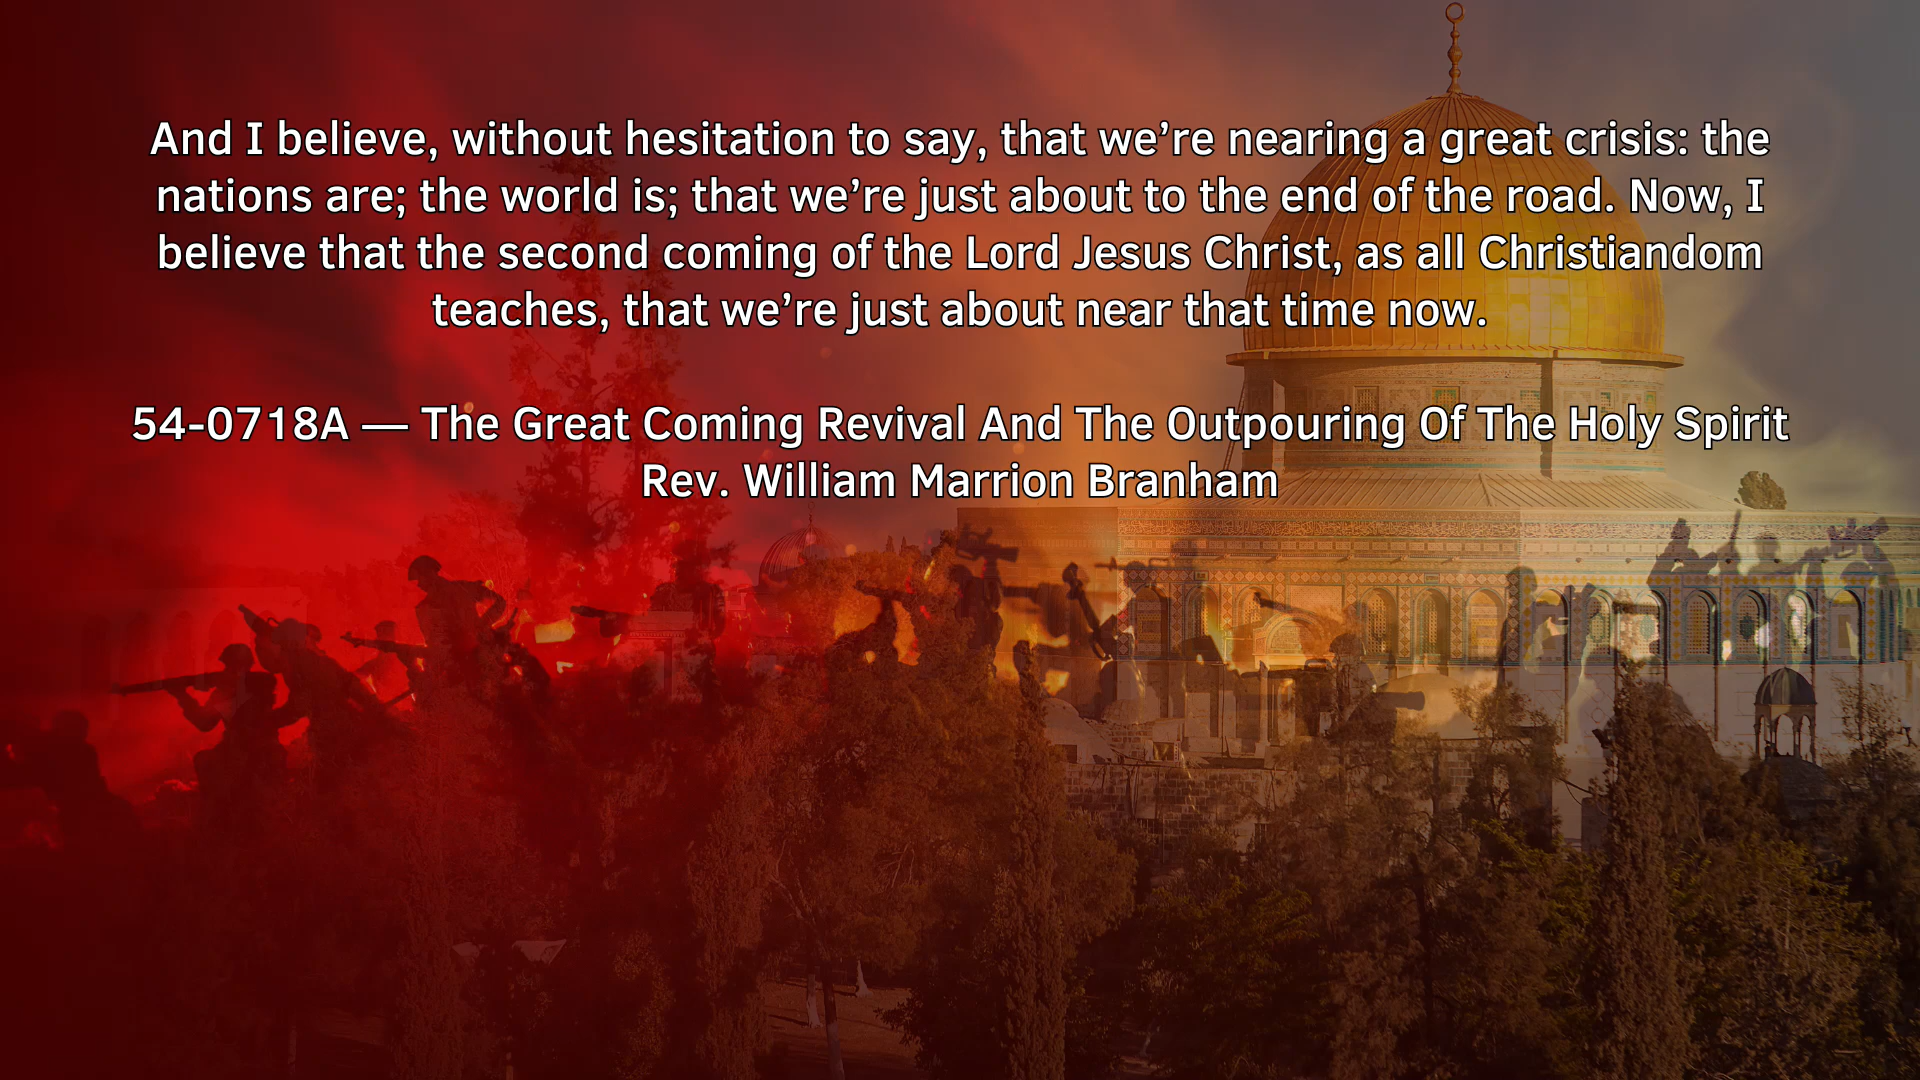 And I believe, without hesitation to say, that we’re nearing a great crisis: the
nations are; the world is; that we’re just about to the end of the road. Now, I
believe that the second coming of the Lord Jesus Christ, as all Christiandom
teaches, that we’re just about near that time now.
54-0718A — The Great Coming Revival And The Outpouring Of The Holy Spirit
Rev. William Marrion Branham